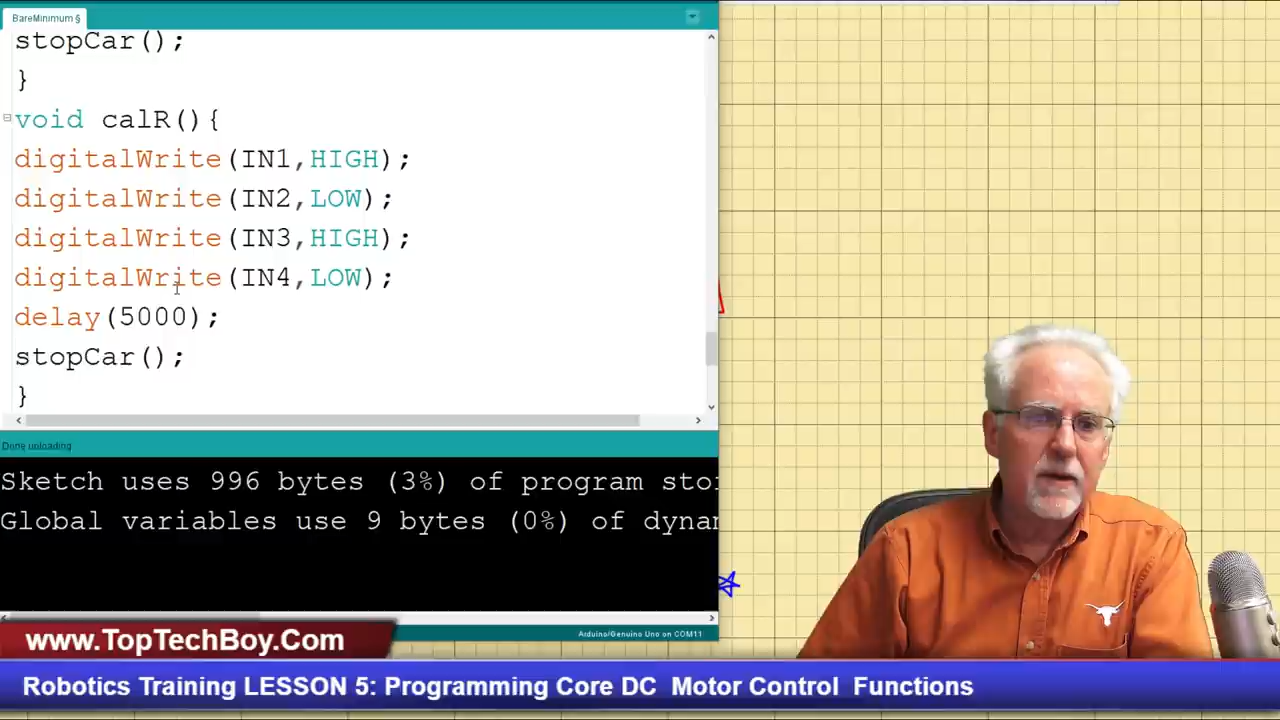 BareMinimum §
stopCar();
}
void calR(){
digitalWrite(IN1,HIGH);
digitalWrite(IN2,LOW);
digitalWrite(IN3,HIGH);
digitalWrite(IN4,LOW);
delay(5000);
stopCar();
}
Done uploading
Sketch uses 996 bytes (3%) of program
Global variables use 9 bytes (0%) of
Arduino/Genuino Uno on COM11
www.TopTechBoy.Com
Robotics Training LESSON 5: Programming Core DC Motor Control Functions